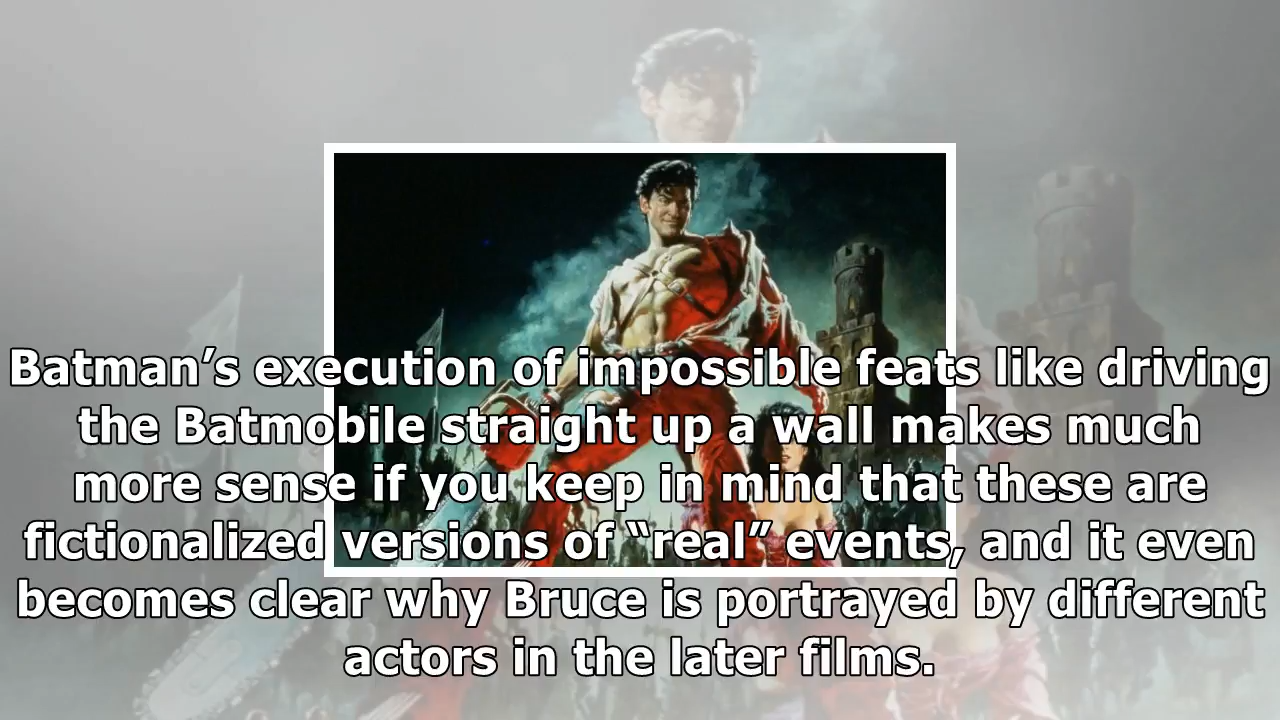 Batman’s execution of impossible feats like driving
the Batmobile straight up a wall makes much
more sense if you keep in mind that these are
fictionalized versions of “real” events, and it even
becomes clear why Bruce is portrayed by different
actors in the later films.